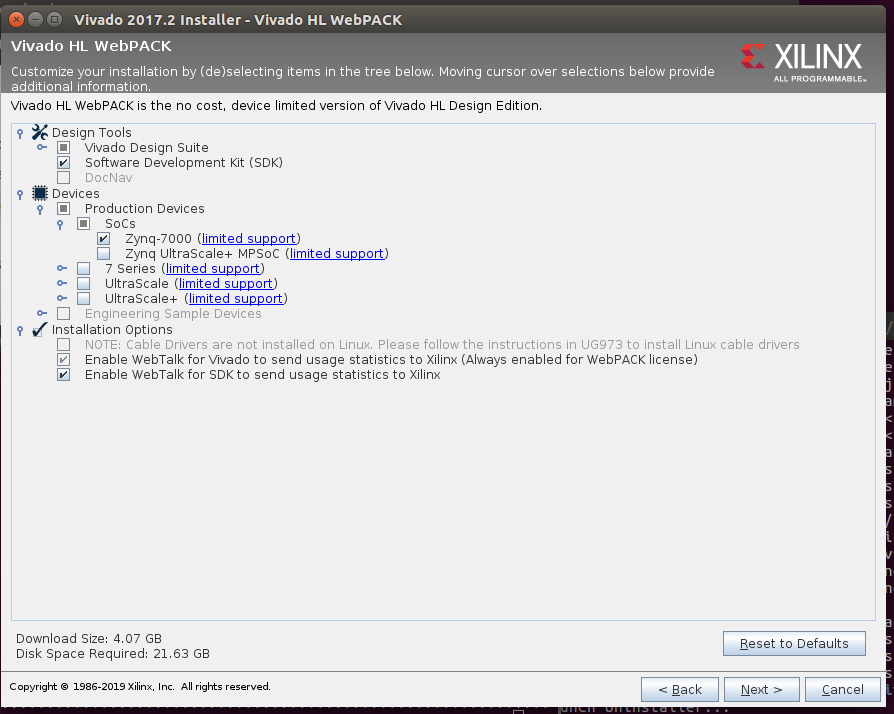 Vivado 2017.2 Installer - Vivado HL WebPACK
Vivado HL WebPACK
Customize your installation by (de)selecting items in the tree below. Moving cursor over selections below provide
additional information.
XILINX
ALL PROGRAMMABLE™
Vivado HL WebPACK is the no cost, device limited version of Vivado HL Design Edition.
Design Tools
Vivado Design Suite
Software Development Kit (SDK)
DocNav
Devices
Production Devices
SoCs
Zynq-7000 (limited support)
Zynq UltraScale+ MPSoC (limited support)
7 Series (limited support)
UltraScale (limited support)
UltraScale+ (limited support)
Engineering Sample Devices
Installation Options
NOTE: Cable Drivers are not installed on Linux. Please follow the instructions in UG973 to install Linux cable drivers
Enable WebTalk for Vivado to send usage statistics to Xilinx (Always enabled for WebPACK license)
Enable WebTalk for SDK to send usage statistics to Xilinx
Download Size: 4.07 GB
Disk Space Required: 21.63 GB
Reset to Defaults
Copyright © 1986-2019 Xilinx, Inc. All rights reserved.
< Back
Next >
Cancel